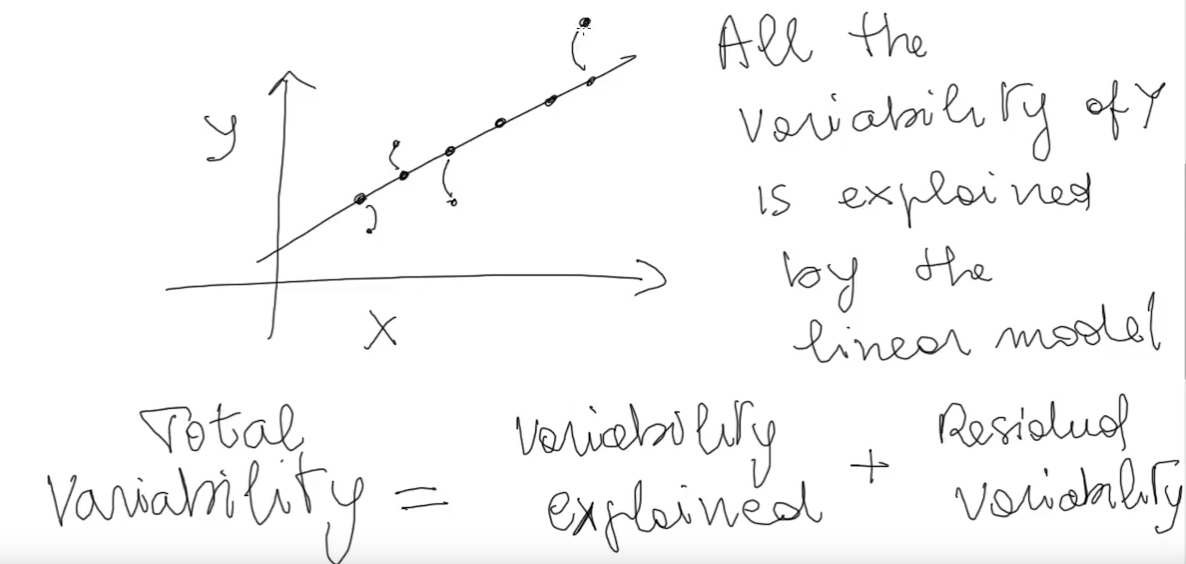 y
X
All the
variability of Y
is explained
by the
linear model
Total
variability =
variability
explained
+
Residual
variability